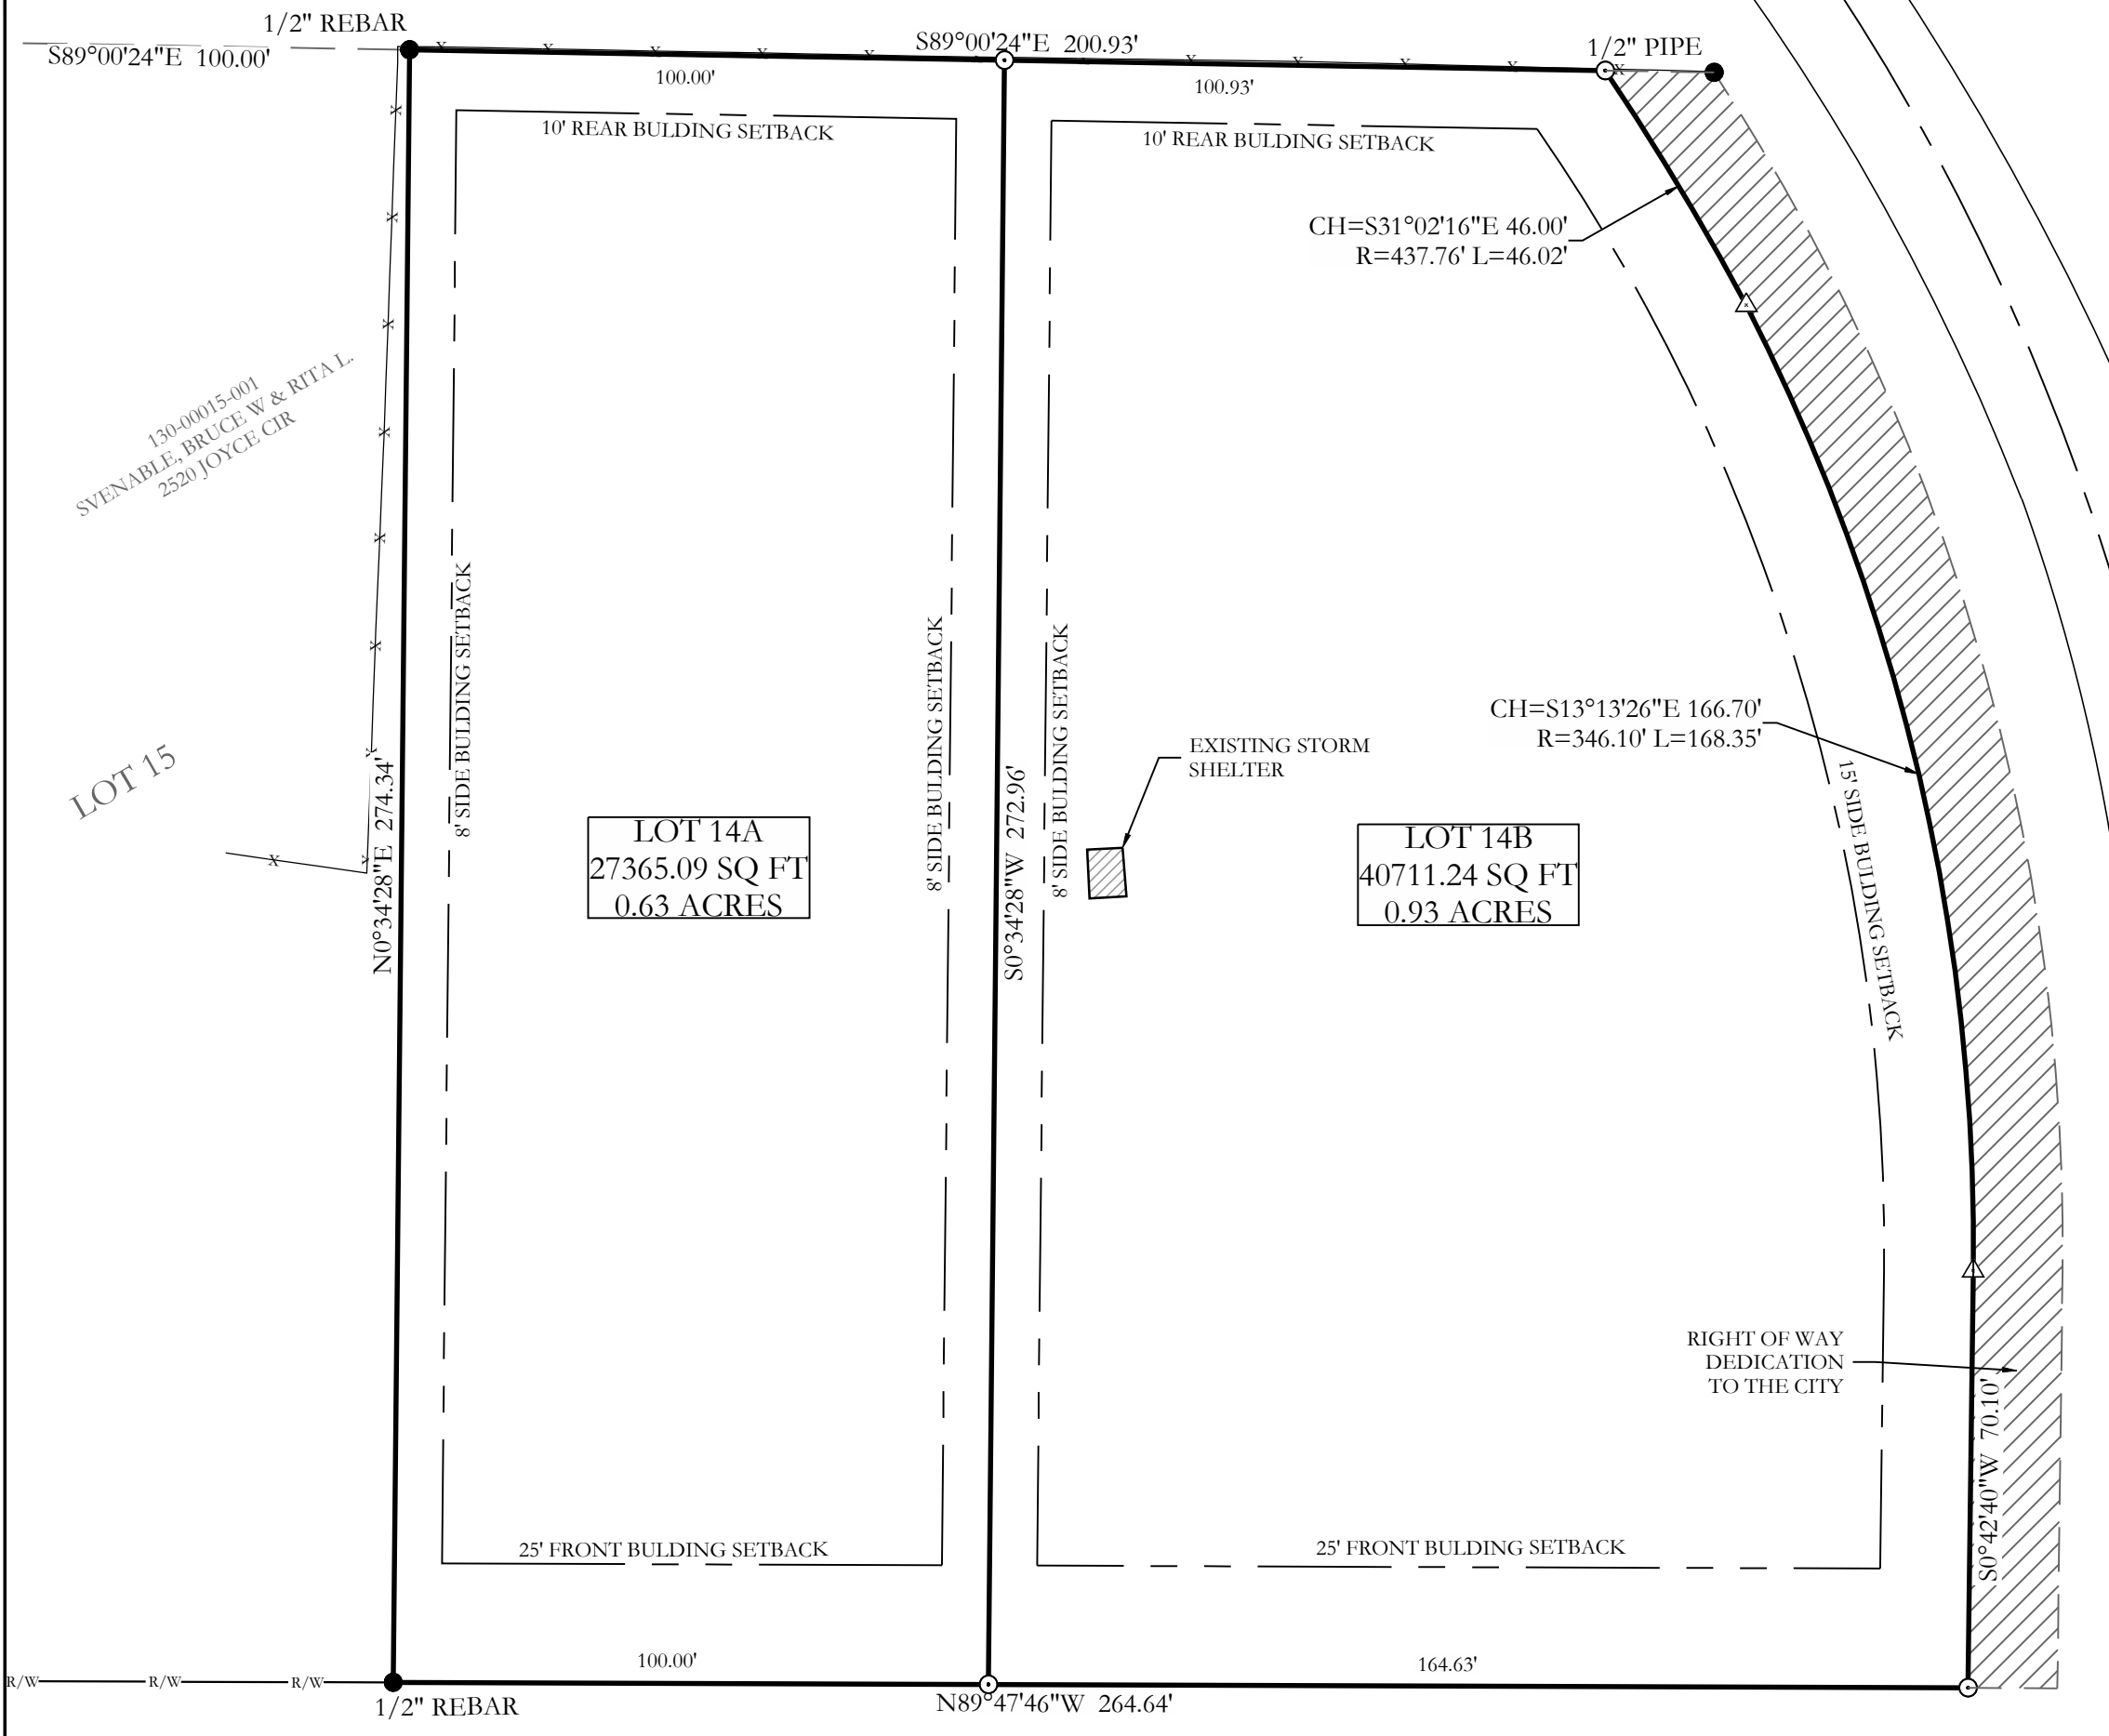 1/2" REBAR
S89°00'24"E 100.00'
S89°00'24"E 200.93'
1/2" PIPE
100.00'
100.93'
10' REAR BULDING SETBACK
10' REAR BULDING SETBACK
CH=S31°02'16"E 46.00'
R=437.76' L=46.02'
130-00015-001
SVENABLE, BRUCE W & RITA L.
2520 JOYCE CIR
LOT 15
N0°34'28"E 274.34'
8' SIDE BULDING SETBACK
8' SIDE BULDING SETBACK
S0°34'28"W 272.96'
8' SIDE BULDING SETBACK
EXISTING STORM
SHELTER
CH=S13°13'26"E 166.70'
R=346.10' L=168.35'
15' SIDE BULDING SETBACK
LOT 14A
27365.09 SQ FT
0.63 ACRES
LOT 14B
40711.24 SQ FT
0.93 ACRES
RIGHT OF WAY
DEDICATION
TO THE CITY
S0°42'40"W 70.10'
25' FRONT BULDING SETBACK
25' FRONT BULDING SETBACK
100.00'
164.63'
R/W
R/W
R/W
1/2" REBAR
N89°47'46"W 264.64'